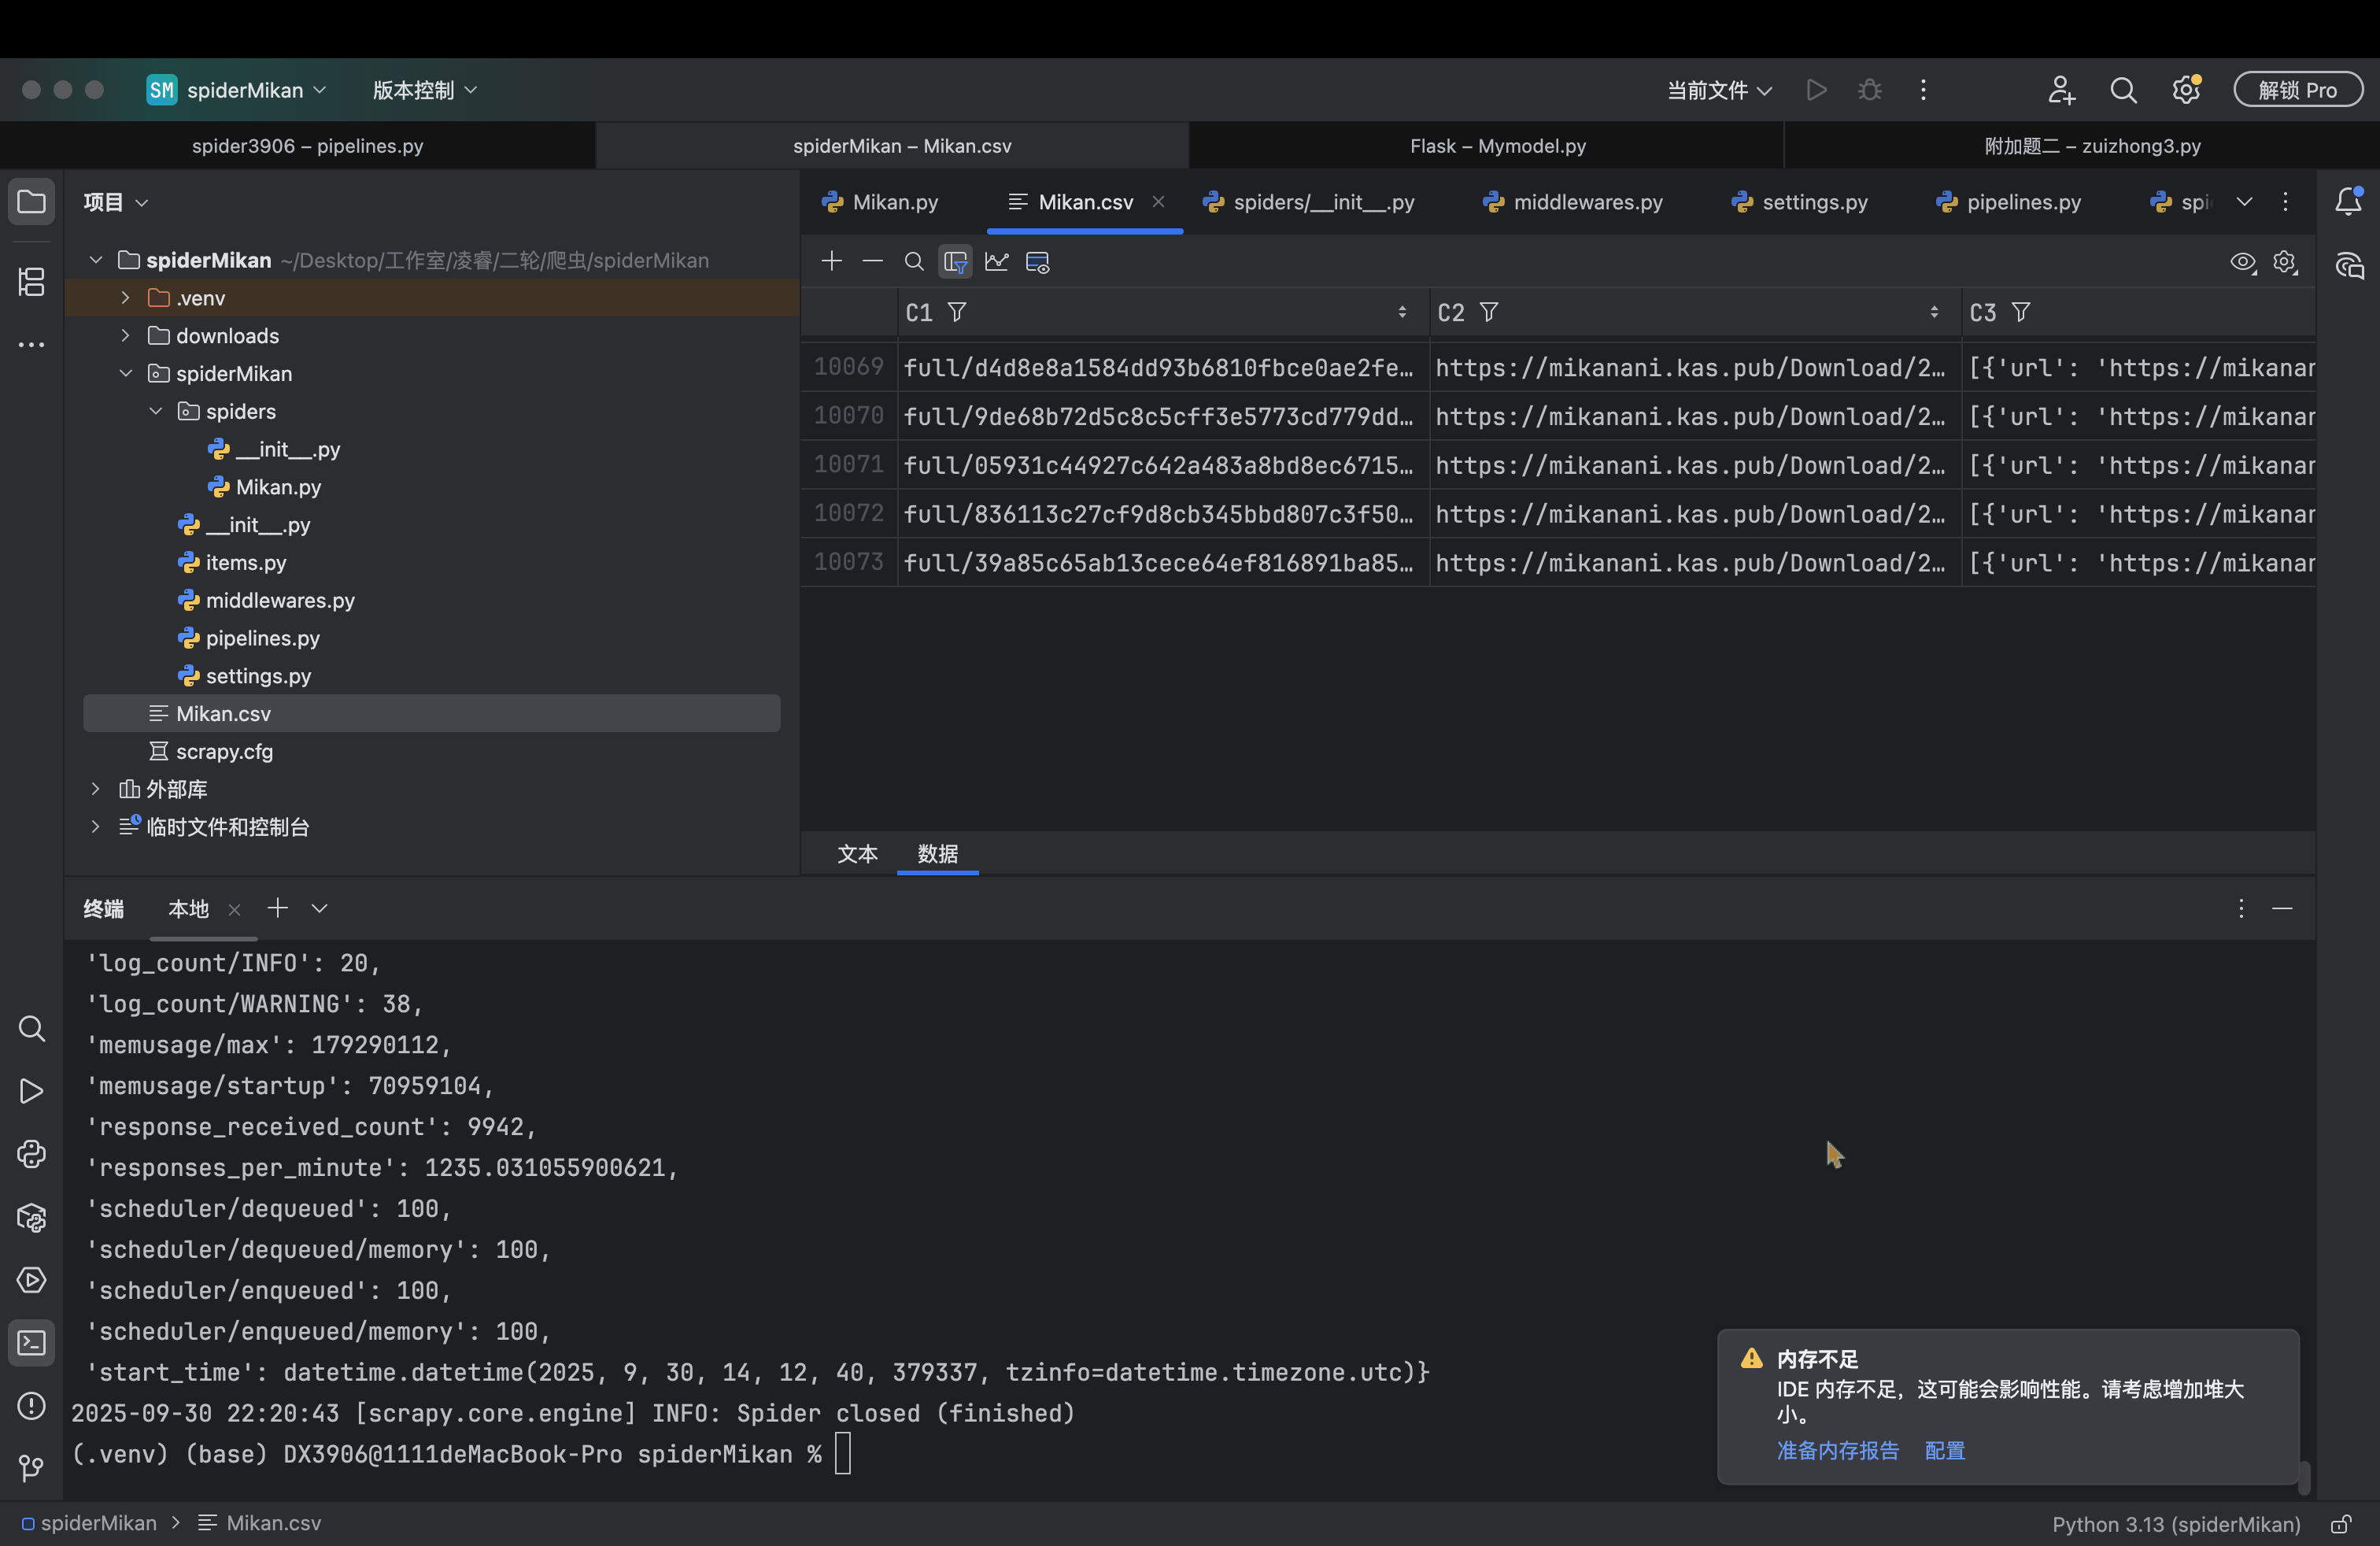 SM spiderMikan 版本控制 当前文件 解锁 Pro
spider3906 – pipelines.py spiderMikan – Mikan.csv Flask – Mymodel.py 附加题二 – zuizhong3.py
项目
Mikan.py Mikan.csv spiders/__init__.py middlewares.py settings.py pipelines.py spi
spiderMikan ~/Desktop/工作室/凌睿/二轮/爬虫/spiderMikan
.venv
downloads
spiderMikan
spiders
__init__.py
Mikan.py
__init__.py
items.py
middlewares.py
pipelines.py
settings.py
Mikan.csv
scrapy.cfg
外部库
临时文件和控制台
C1 C2 C3
10069 full/d4d8e8a1584dd93b6810fbce0ae2fe… https://mikanani.kas.pub/Download/2… [{'url': 'https://mikanar
10070 full/9de68b72d5c8c5cff3e5773cd779dd… https://mikanani.kas.pub/Download/2… [{'url': 'https://mikanar
10071 full/05931c44927c642a483a8bd8ec6715… https://mikanani.kas.pub/Download/2… [{'url': 'https://mikanar
10072 full/836113c27cf9d8cb345bbd807c3f50… https://mikanani.kas.pub/Download/2… [{'url': 'https://mikanar
10073 full/39a85c65ab13cece64ef816891ba85… https://mikanani.kas.pub/Download/2… [{'url': 'https://mikanar
文本 数据
终端 本地
'log_count/INFO': 20,
'log_count/WARNING': 38,
'memusage/max': 179290112,
'memusage/startup': 70959104,
'response_received_count': 9942,
'responses_per_minute': 1235.031055900621,
'scheduler/dequeued': 100,
'scheduler/dequeued/memory': 100,
'scheduler/enqueued': 100,
'scheduler/enqueued/memory': 100,
'start_time': datetime.datetime(2025, 9, 30, 14, 12, 40, 379337, tzinfo=datetime.timezone.utc)}
2025-09-30 22:20:43 [scrapy.core.engine] INFO: Spider closed (finished)
(.venv) (base) DX3906@1111deMacBook-Pro spiderMikan %
内存不足
IDE 内存不足，这可能会影响性能。请考虑增加堆大
小。
准备内存报告 配置
spiderMikan > Mikan.csv Python 3.13 (spiderMikan)